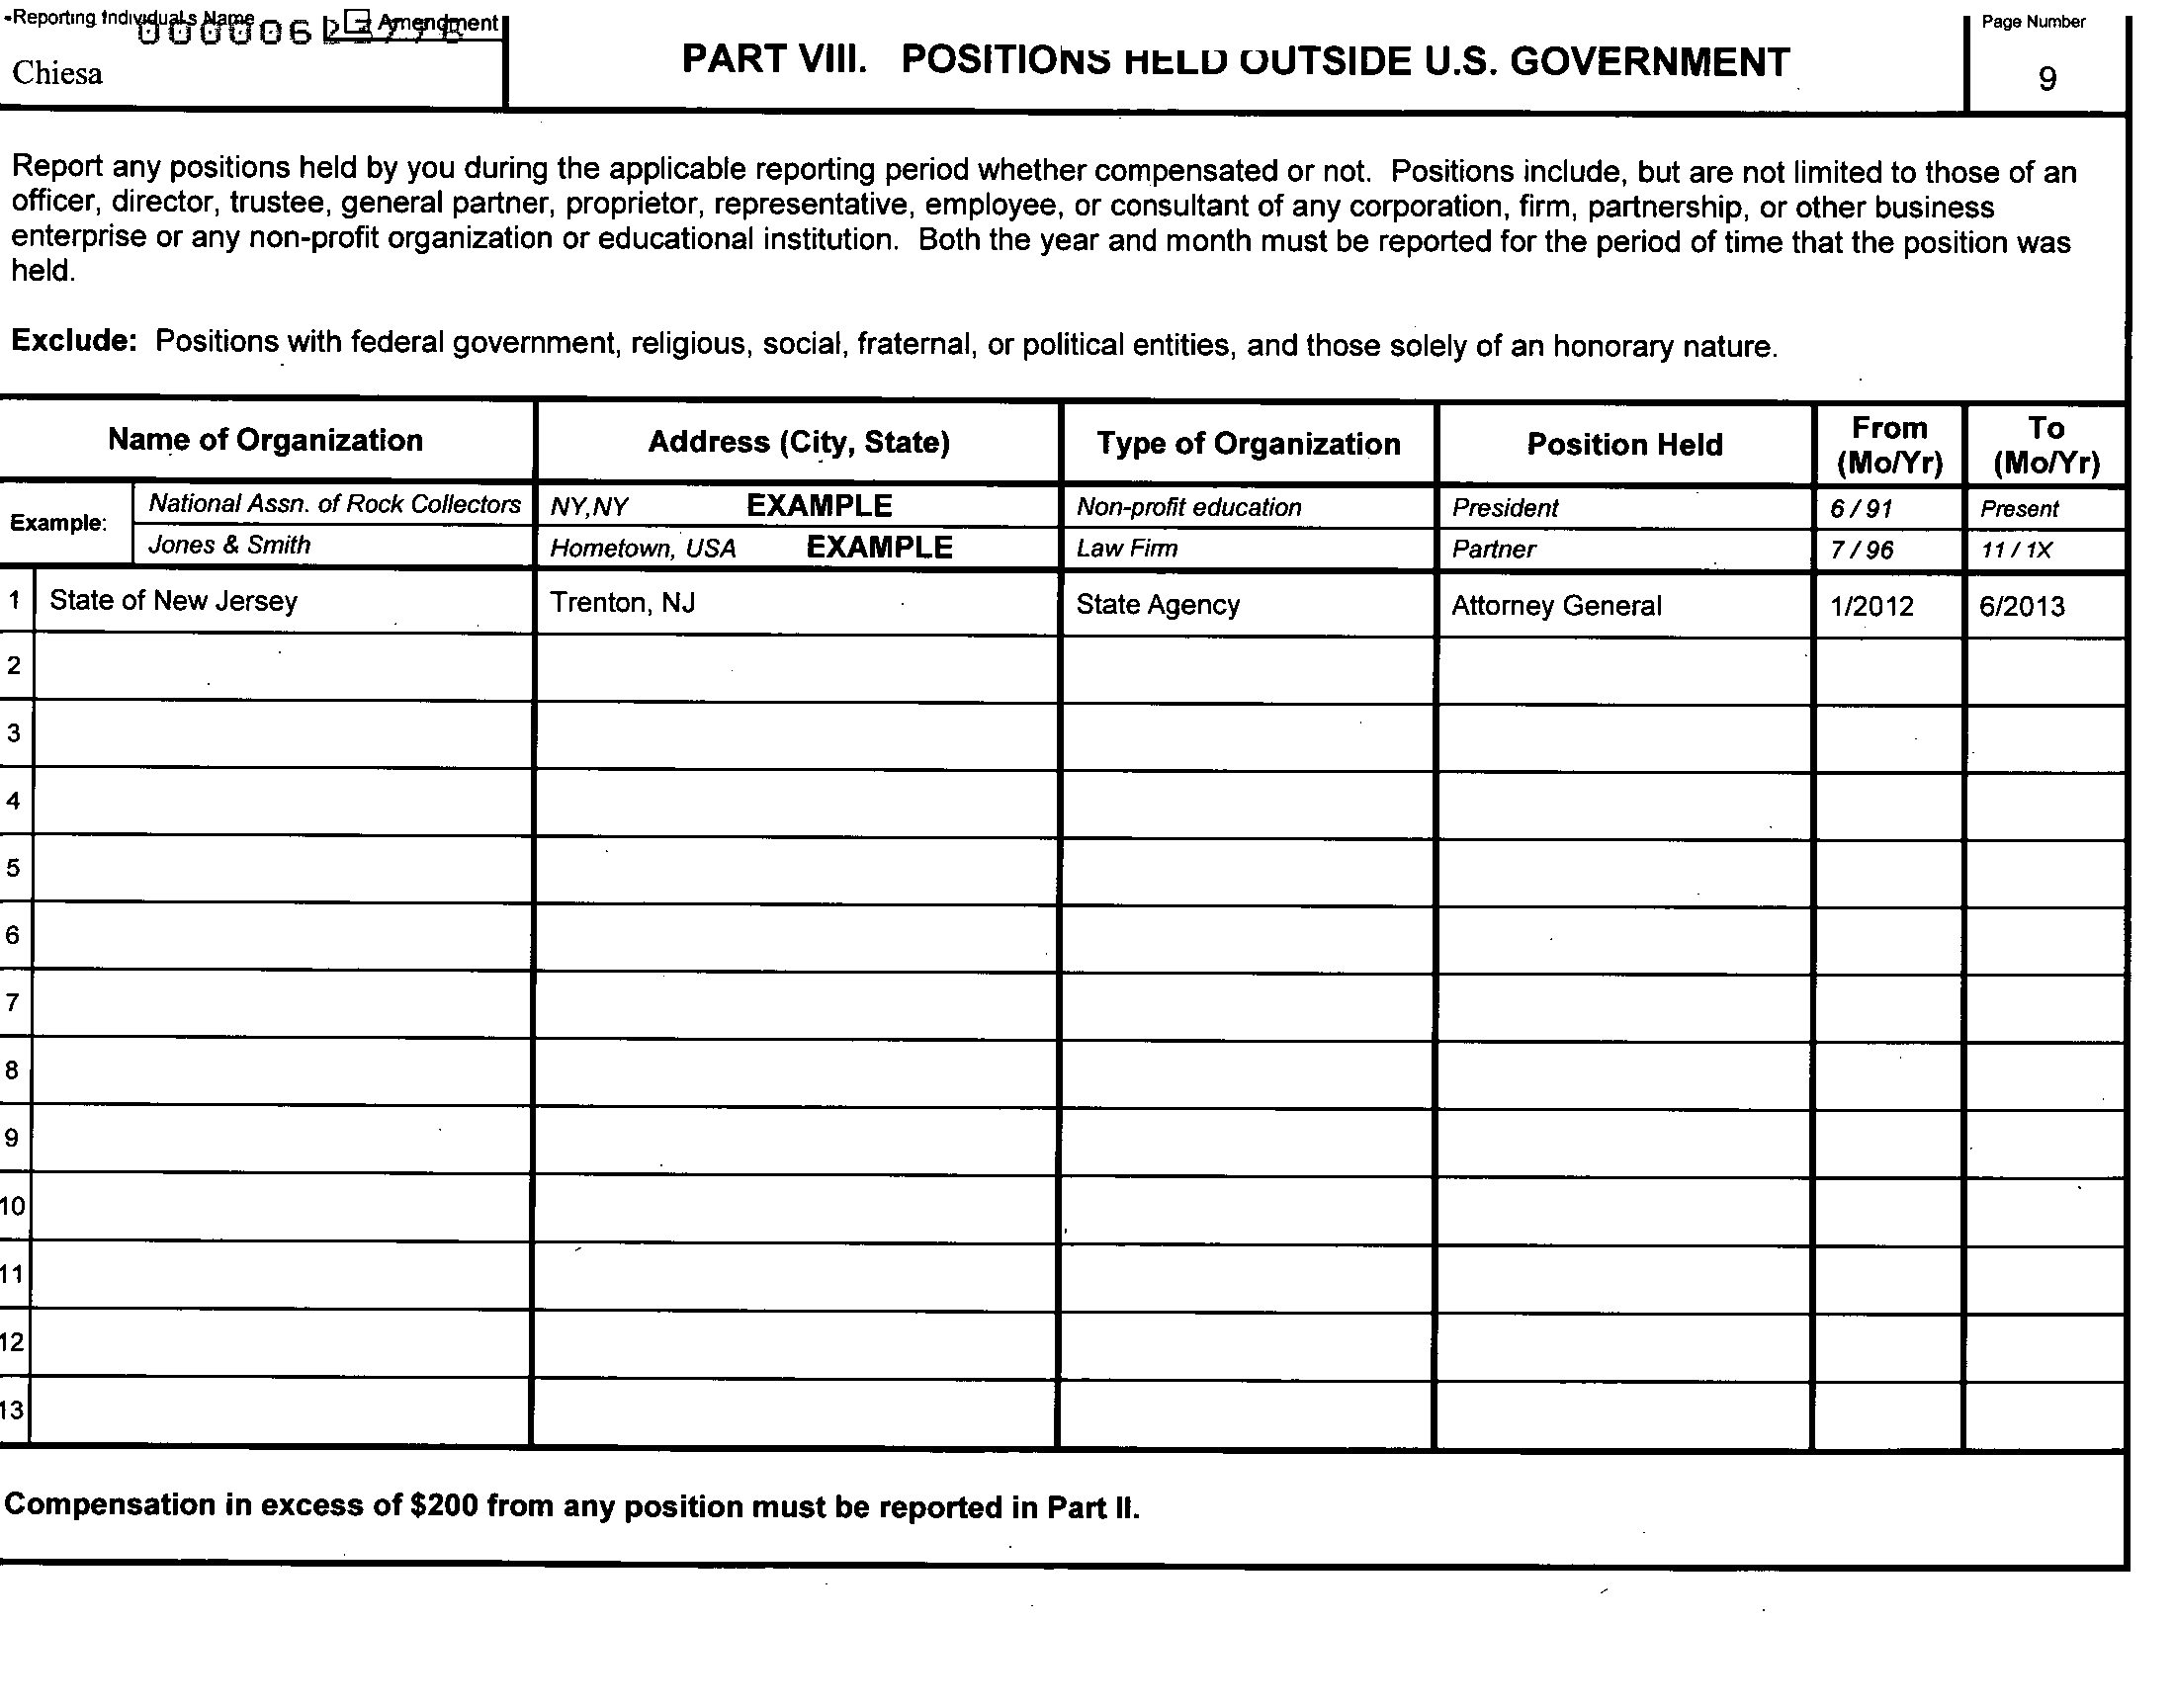 Reporting Individual's Name Amendment
Chiesa
PART VIII. POSITIONS HELD OUTSIDE U.S. GOVERNMENT
Page Number
9
Report any positions held by you during the applicable reporting period whether compensated or not. Positions include, but are not limited to those of an
officer, director, trustee, general partner, proprietor, representative, employee, or consultant of any corporation, firm, partnership, or other business
enterprise or any non-profit organization or educational institution. Both the year and month must be reported for the period of time that the position was
held.
Exclude: Positions with federal government, religious, social, fraternal, or political entities, and those solely of an honorary nature.
Name of Organization Address (City, State) Type of Organization Position Held From (Mo/Yr) To (Mo/Yr)
Example: National Assn. of Rock Collectors NY,NY EXAMPLE Non-profit education President 6 / 91 Present
Jones & Smith Hometown, USA EXAMPLE Law Firm Partner 7 / 96 11 / 1X
1 State of New Jersey Trenton, NJ State Agency Attorney General 1/2012 6/2013
2
3
4
5
6
7
8
9
10
11
12
13
Compensation in excess of $200 from any position must be reported in Part II.